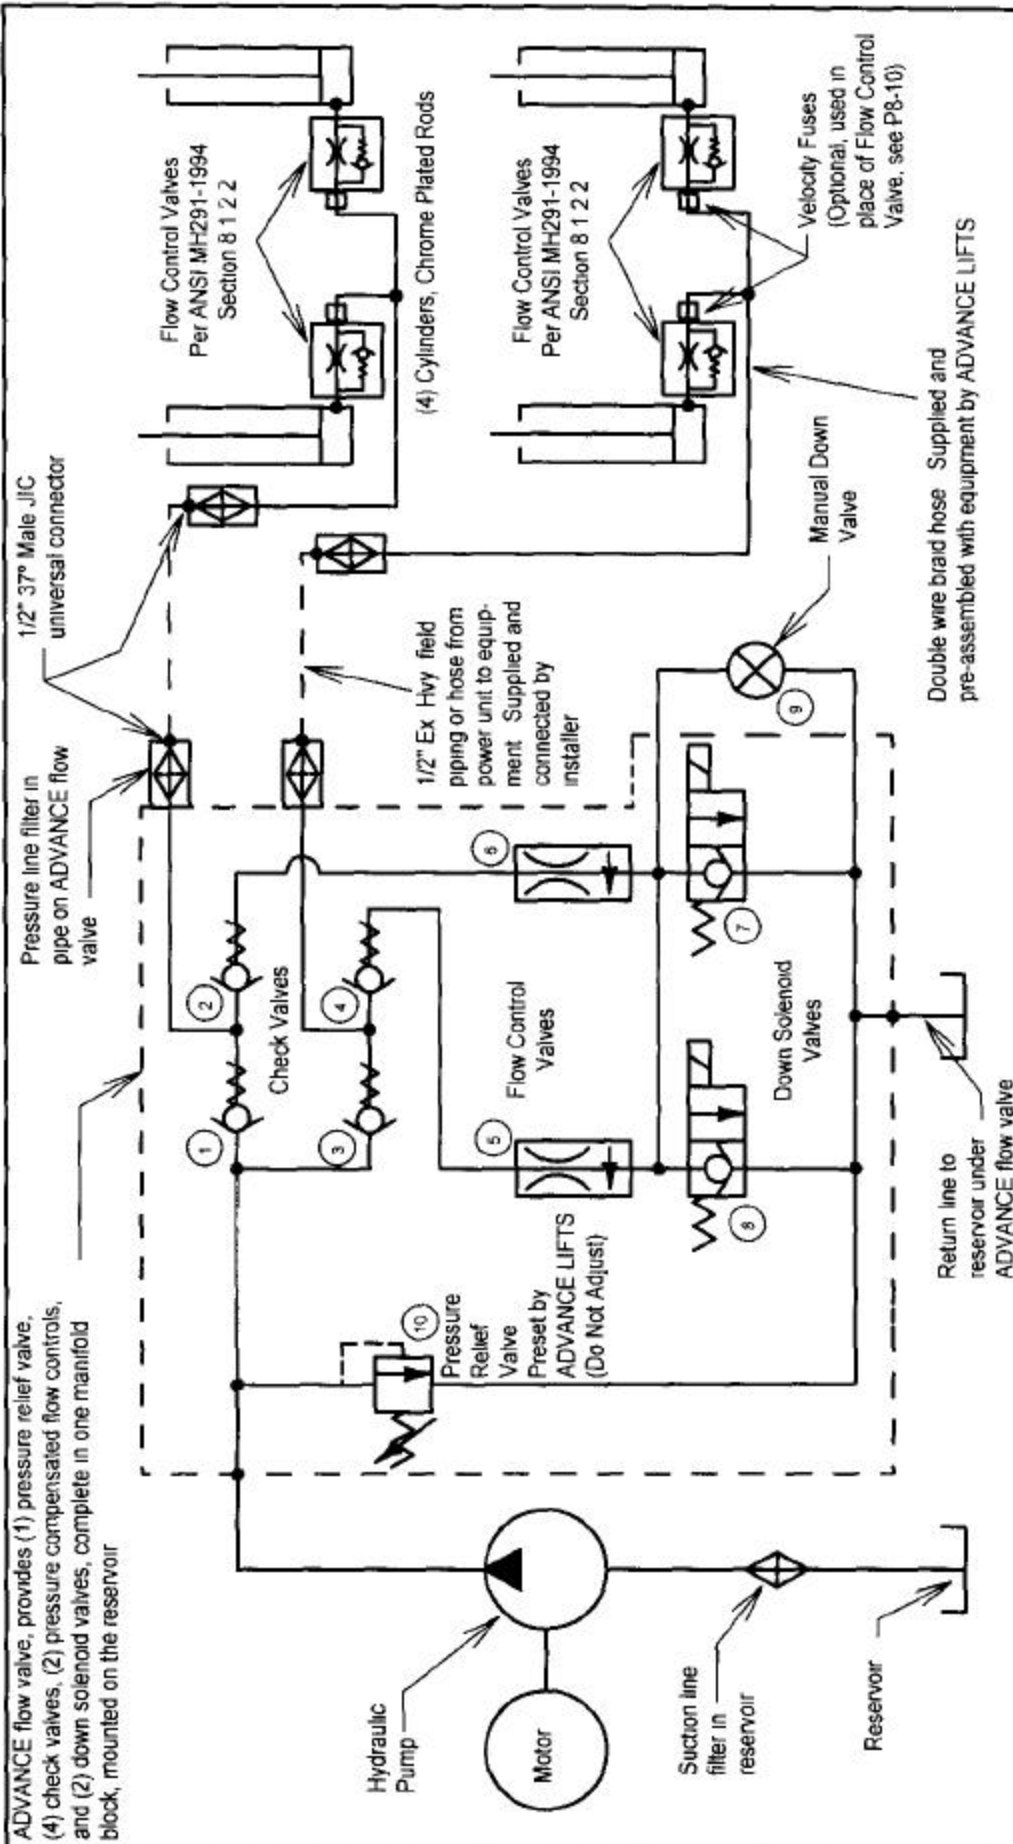 ADVANCE flow valve, provides (1) pressure relief valve,
(4) check valves, (2) pressure compensated flow controls,
and (2) down solenoid valves, complete in one manifold
block, mounted on the reservoir
Pressure line filter in
pipe on ADVANCE flow
valve
1/2" 37° Male JIC
universal connector
Flow Control Valves
Per ANSI MH291-1994
Section 8 1 2 2
(4) Cylinders, Chrome Plated Rods
Flow Control Valves
Per ANSI MH291-1994
Section 8 1 2 2
Velocity Fuses
(Optional, used in
place of Flow Control
Valve, see P8-10)
Double wire braid hose Supplied and
pre-assembled with equipment by ADVANCE LIFTS
1/2" Ex Hvy field
piping or hose from
power unit to equip-
ment Supplied and
connected by
installer
Manual Down
Valve
9
1
2
Check Valves
3
4
5
6
Flow Control
Valves
7
8
Down Solenoid
Valves
10
Pressure
Relief
Valve
Preset by
ADVANCE LIFTS
(Do Not Adjust)
Return line to
reservoir under
ADVANCE flow valve
Hydraulic
Pump
Motor
Suction line
filter in
reservoir
Reservoir